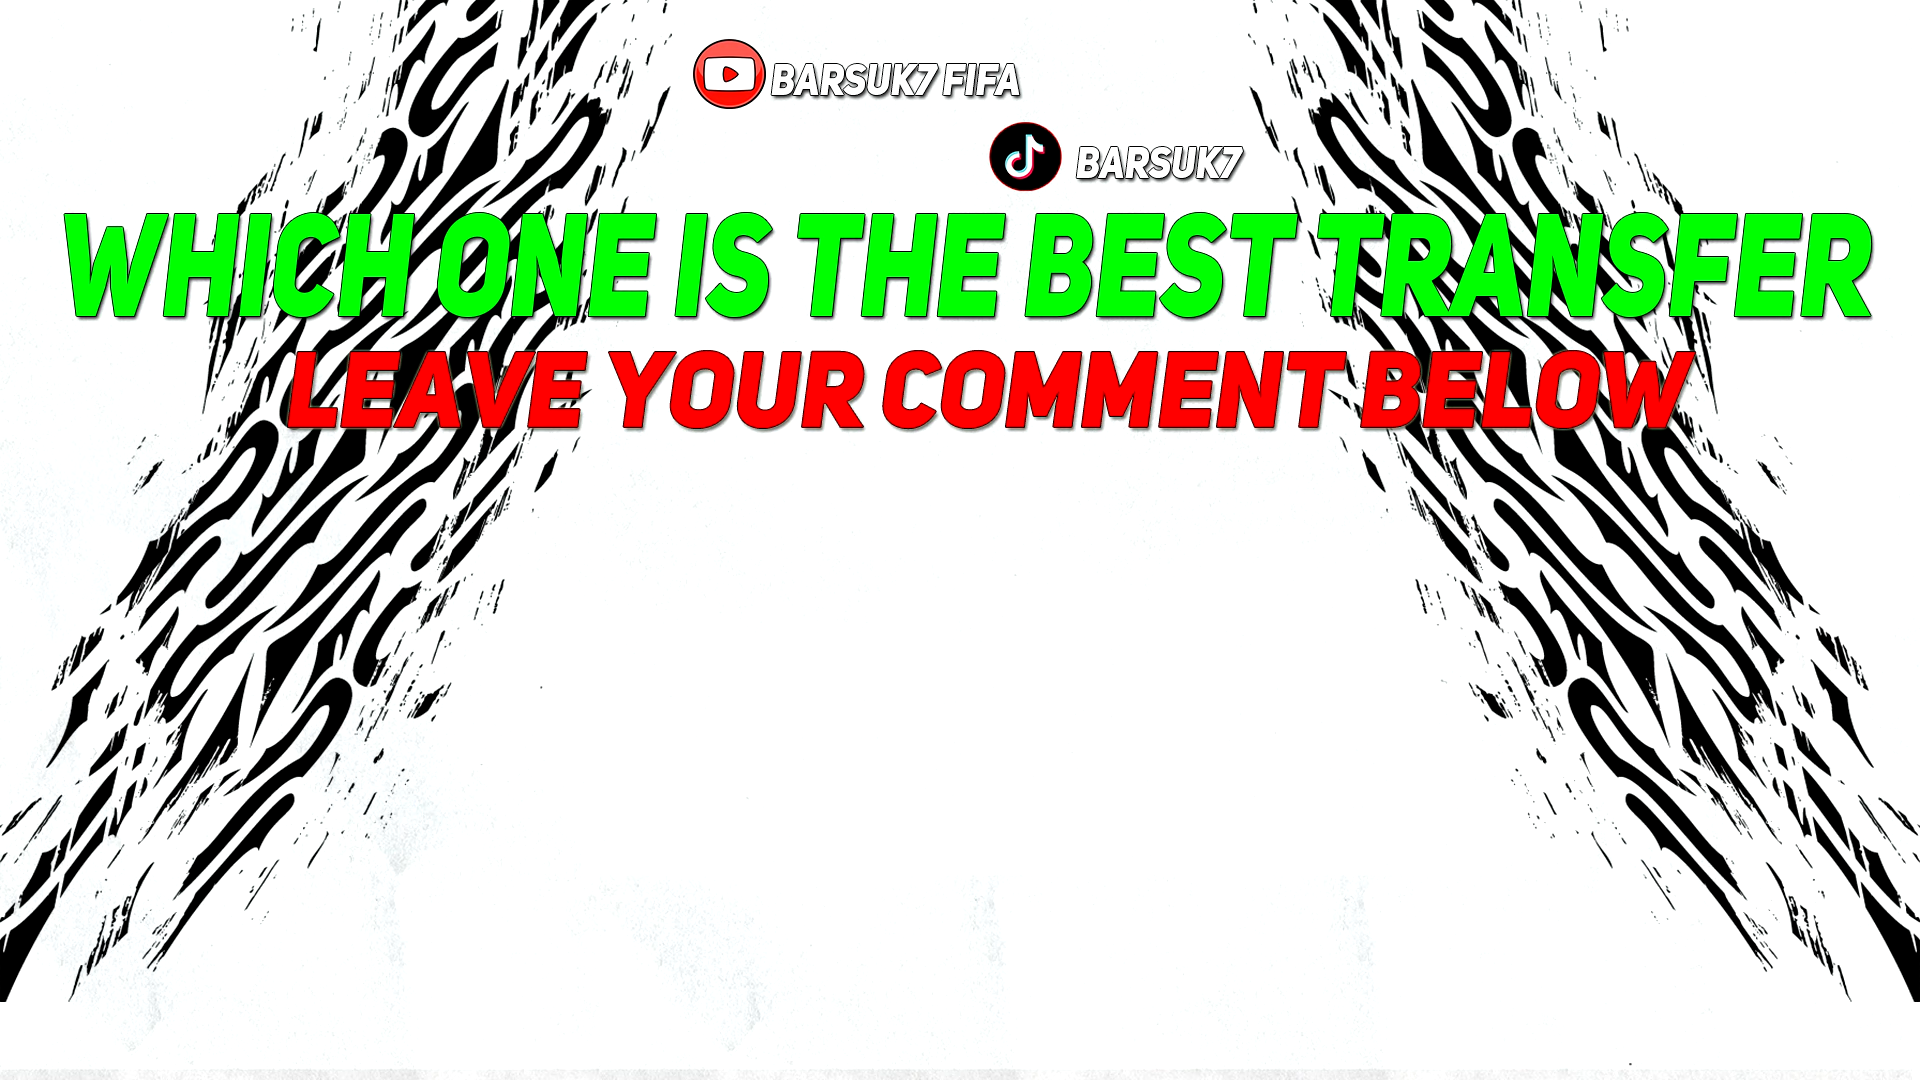 BARSUK7 FIFA
BARSUK7
WHICH ONE IS THE BEST TRANSFER
LEAVE YOUR COMMENT BELOW